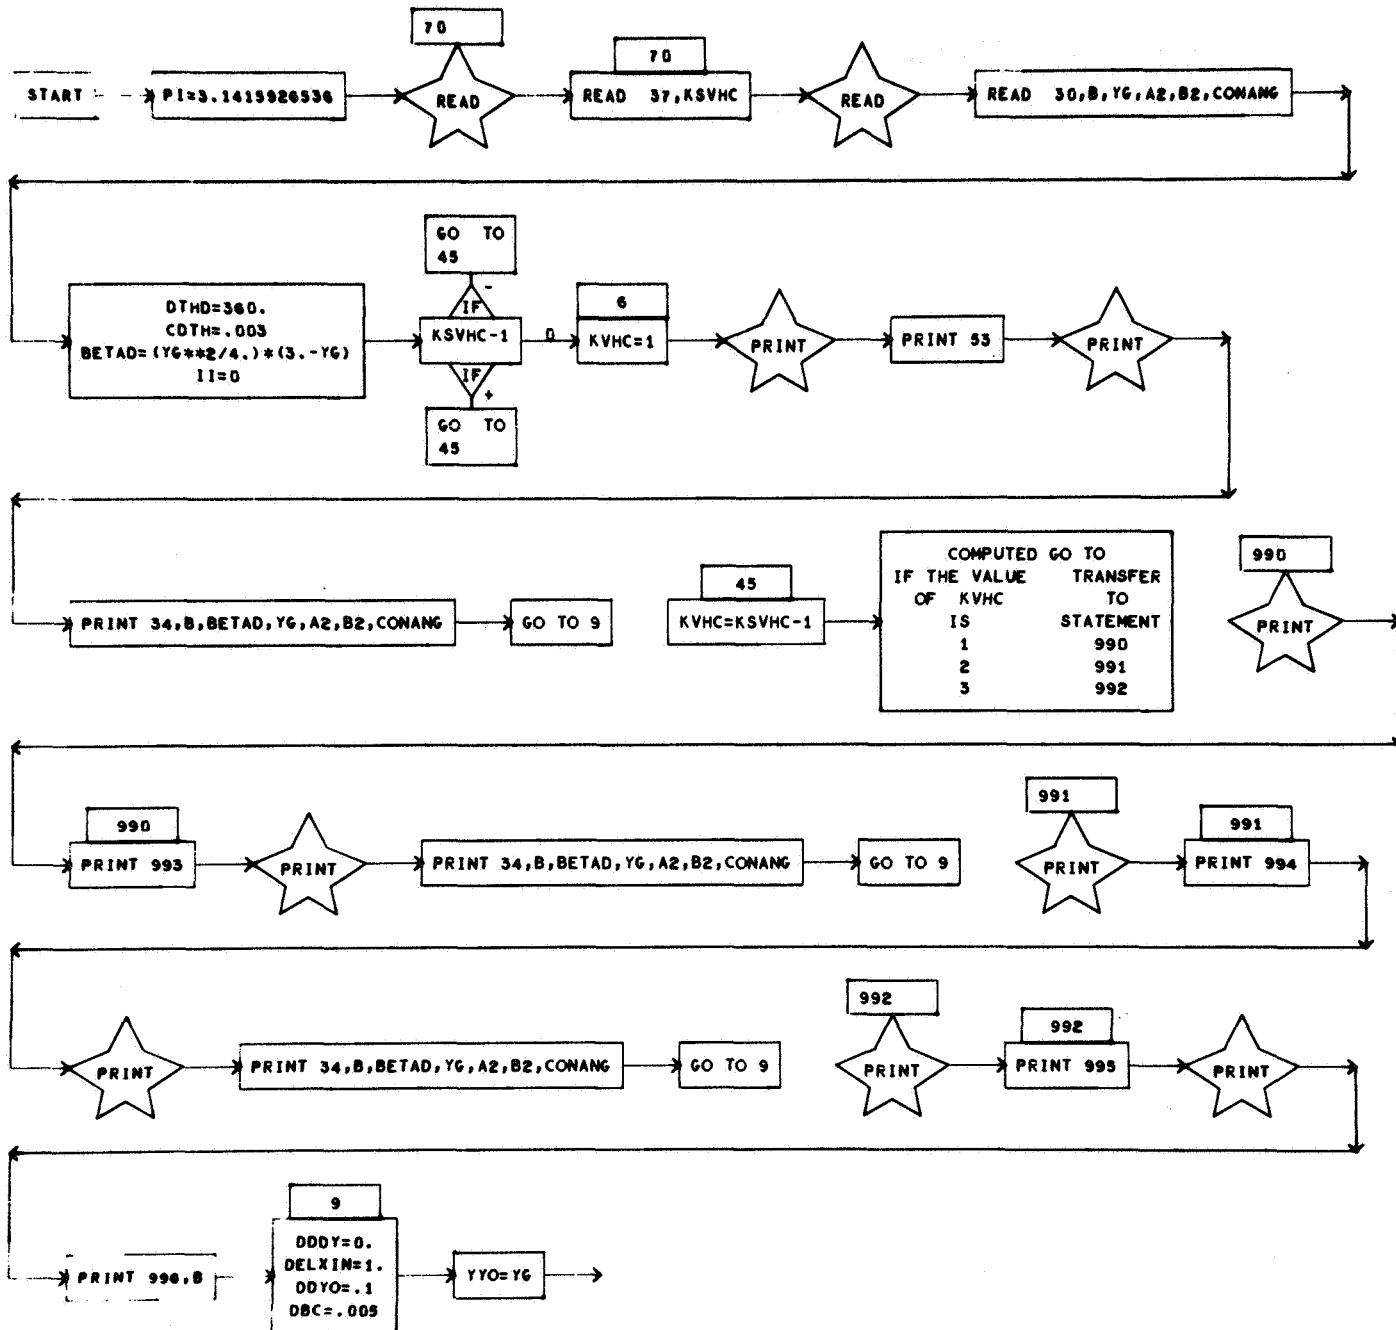 70
START
PI=3.1415926536
READ
70
READ 37,KSVHC
READ
READ 30,B,YG,A2,B2,CONANG
DTHD=360.
CDTH=.003
BETAD=(YG**2/4.)*(3.-YG)
II=0
GO TO
45
-
IF
KSVHC-1
0
IF
+
GO TO
45
6
KVHC=1
PRINT
PRINT 53
PRINT
PRINT 34,B,BETAD,YG,A2,B2,CONANG
GO TO 9
45
KVHC=KSVHC-1
COMPUTED GO TO
IF THE VALUE TRANSFER
OF KVHC TO
IS STATEMENT
1 990
2 991
3 992
990
PRINT
990
PRINT 993
PRINT
PRINT 34,B,BETAD,YG,A2,B2,CONANG
GO TO 9
991
PRINT
991
PRINT 994
PRINT
PRINT 34,B,BETAD,YG,A2,B2,CONANG
GO TO 9
992
PRINT
992
PRINT 995
PRINT
PRINT 996,B
9
DDDY=0.
DELXIN=1.
DDYO=.1
DBC=.005
YYO=YG